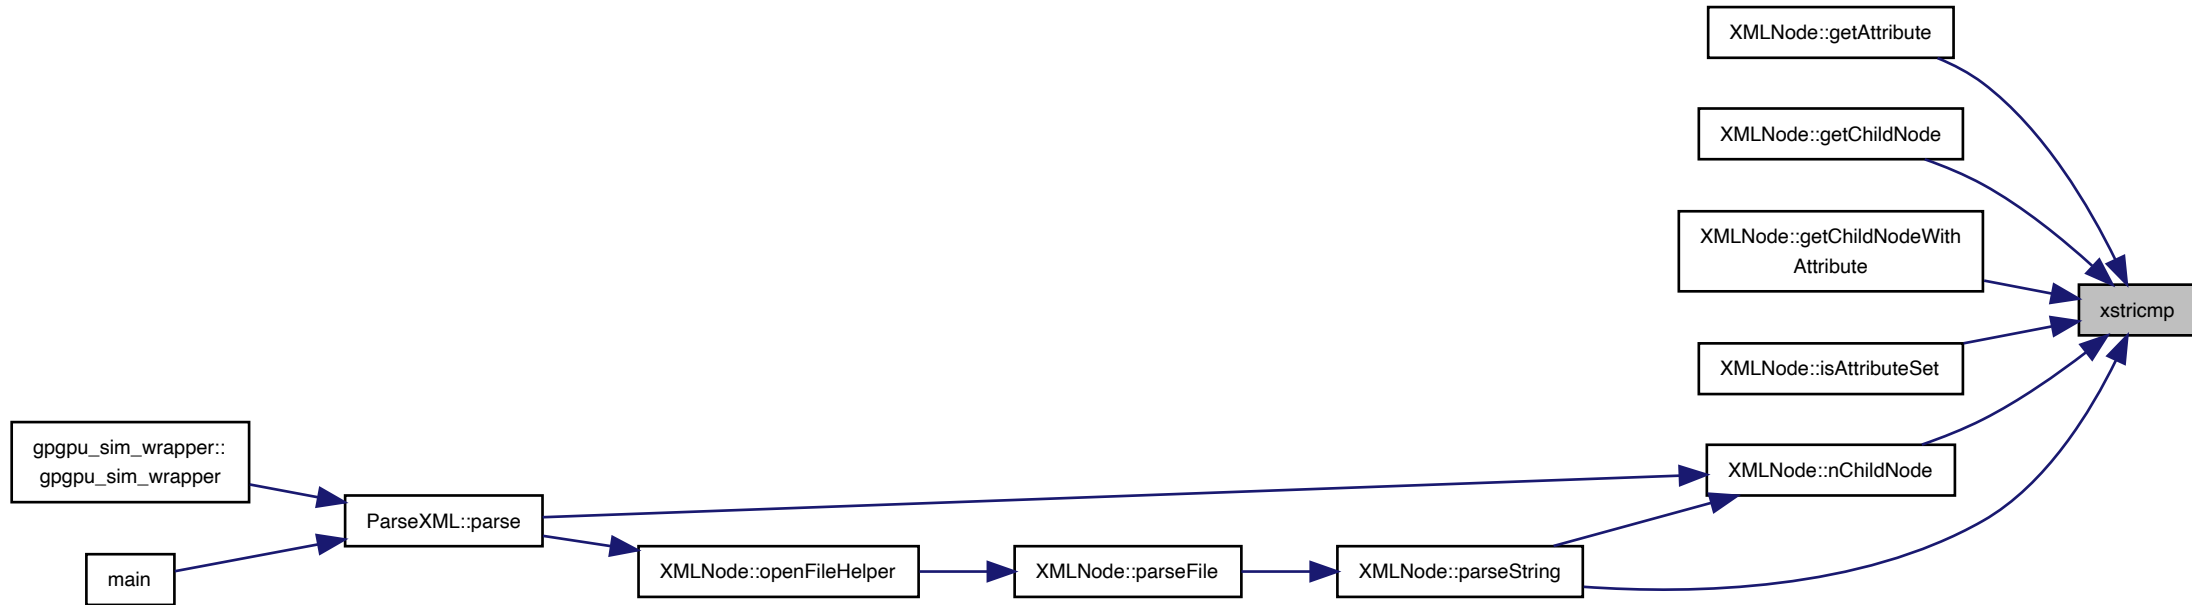 XMLNode::getAttribute
XMLNode::getChildNode
XMLNode::getChildNodeWith
Attribute
xstricmp
XMLNode::isAttributeSet
gpgpu_sim_wrapper::
gpgpu_sim_wrapper
XMLNode::nChildNode
ParseXML::parse
main
XMLNode::openFileHelper
XMLNode::parseFile
XMLNode::parseString